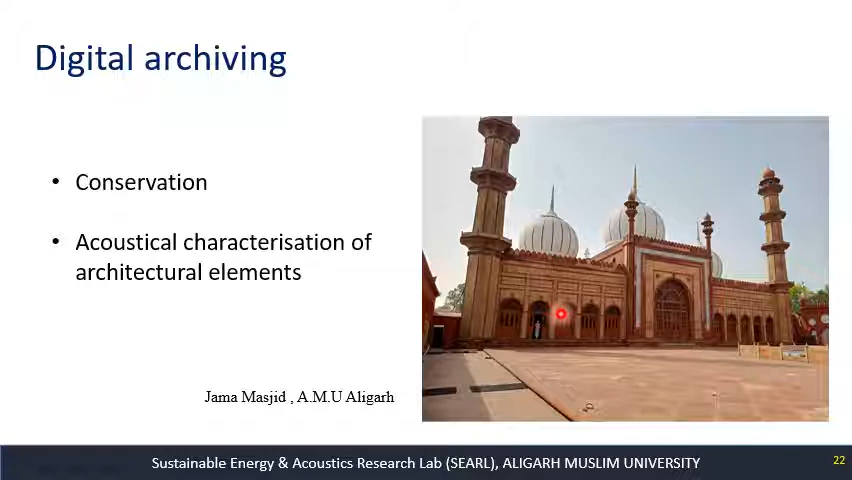 Digital archiving
• Conservation
• Acoustical characterisation of
architectural elements
Jama Masjid , A.M.U Aligarh
Sustainable Energy & Acoustics Research Lab (SEARL), ALIGARH MUSLIM UNIVERSITY
22